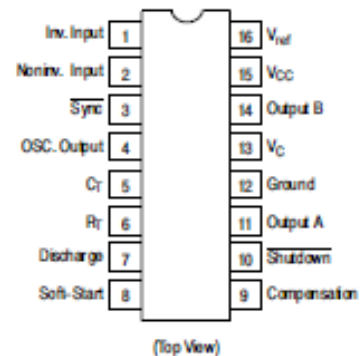 Inv. Input 1 16 Vref
Noninv. Input 2 15 VCC
Sync 3 14 Output B
OSC. Output 4 13 VC
CT 5 12 Ground
RT 6 11 Output A
Discharge 7 10 Shutdown
Soft-Start 8 9 Compensation
(Top View)